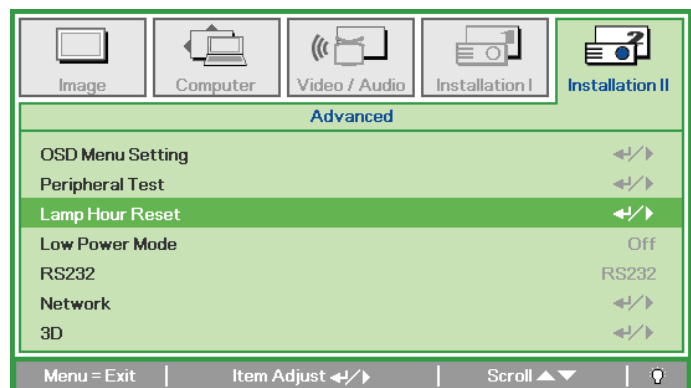 Image Computer Video / Audio Installation I Installation II
Advanced
OSD Menu Setting
Peripheral Test
Lamp Hour Reset
Low Power Mode Off
RS232 RS232
Network
3D
Menu = Exit Item Adjust Scroll